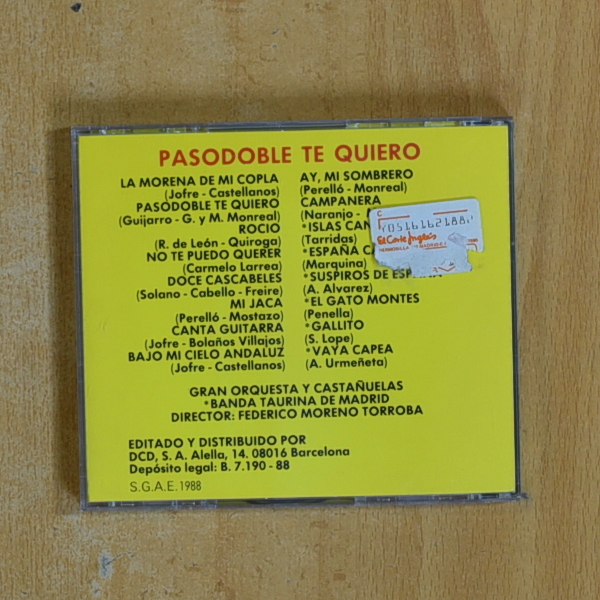 PASODOBLE TE QUIERO
LA MORENA DE MI COPLA
(Jofre - Castellanos)
PASODOBLE TE QUIERO
(Guijarro - G. y M. Monreal)
ROCIO
(R. de León - Quiroga)
NO TE PUEDO QUERER
(Carmelo Larrea)
DOCE CASCABELES
(Solano - Cabello - Freire)
MI JACA
(Perelló - Mostazo)
CANTA GUITARRA
(Jofre - Bolaños Villajos)
BAJO MI CIELO ANDALUZ
(Jofre - Castellanos)
AY, MI SOMBRERO
(Perelló - Monreal)
CAMPANERA
(Naranjo -
*ISLAS CAN
(Tarridas)
*ESPAÑA C
(Marquina)
*SUSPIROS DE
(A. Alvarez)
*EL GATO MONTES
(Penella)
*GALLITO
(S. Lope)
*VAYA CAPEA
(A. Urmeñeta)
C
El Corte Inglés
GRAN ORQUESTA Y CASTAÑUELAS
*BANDA TAURINA DE MADRID
DIRECTOR: FEDERICO MORENO TORROBA
EDITADO Y DISTRIBUIDO POR
DCD, S. A. Alella, 14. 08016 Barcelona
Depósito legal: B. 7.190 - 88
S.G.A.E. 1988